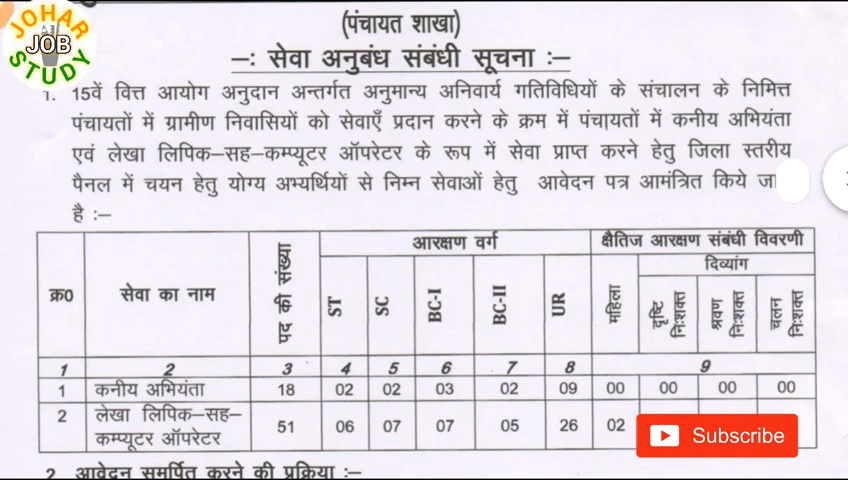 JOHAR
JOB
STUDY
(पंचायत शाखा)
–: सेवा अनुबंध संबंधी सूचना :–
1. 15वें वित्त आयोग अनुदान अन्तर्गत अनुमान्य अनिवार्य गतिविधियों के संचालन के निमित्त
पंचायतों में ग्रामीण निवासियों को सेवाएँ प्रदान करने के क्रम में पंचायतों में कनीय अभियंता
एवं लेखा लिपिक–सह–कम्प्यूटर ऑपरेटर के रूप में सेवा प्राप्त करने हेतु जिला स्तरीय
पैनल में चयन हेतु योग्य अभ्यर्थियों से निम्न सेवाओं हेतु आवेदन पत्र आमंत्रित किये जा
है :–
क्र0 सेवा का नाम पद की संख्या आरक्षण वर्ग क्षैतिज आरक्षण संबंधी विवरणी
ST SC BC-I BC-II UR महिला दिव्यांग
दृष्टि निःशक्त श्रवण निःशक्त चलन निःशक्त
1 2 3 4 5 6 7 8 9
1 कनीय अभियंता 18 02 02 03 02 09 00 00 00 00
2 लेखा लिपिक–सह– 51 06 07 07 05 26 02
कम्प्यूटर ऑपरेटर
Subscribe
2. आवेदन समर्पित करने की प्रक्रिया :–